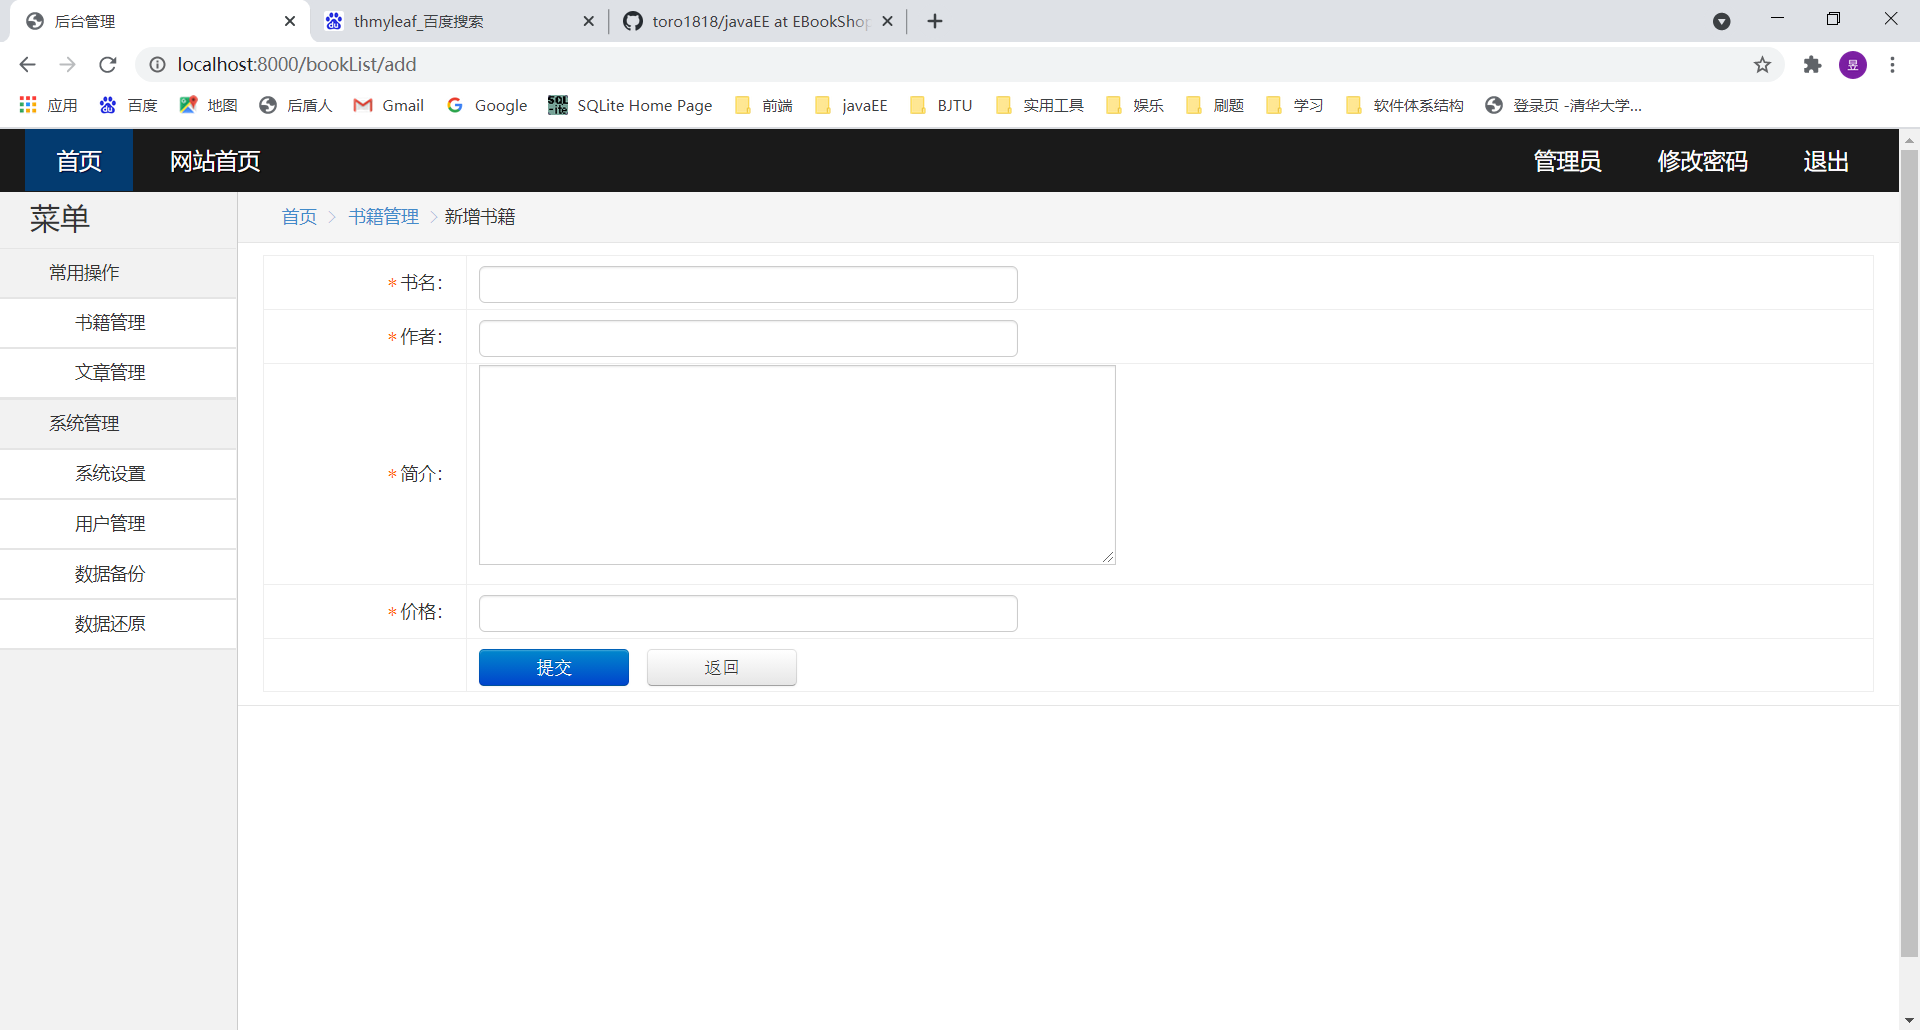 后台管理
thmyleaf_百度搜索
toro1818/javaEE at EBookShop
localhost:8000/bookList/add
昱
应用 百度 地图 后盾人 Gmail Google SQLite Home Page 前端 javaEE BJTU 实用工具 娱乐 刷题 学习 软件体系结构 登录页 -清华大学...
首页 网站首页 管理员 修改密码 退出
菜单
首页 书籍管理 新增书籍
常用操作
书籍管理
文章管理
系统管理
系统设置
用户管理
数据备份
数据还原
*书名:
*作者:
*简介:
*价格:
提交 返回